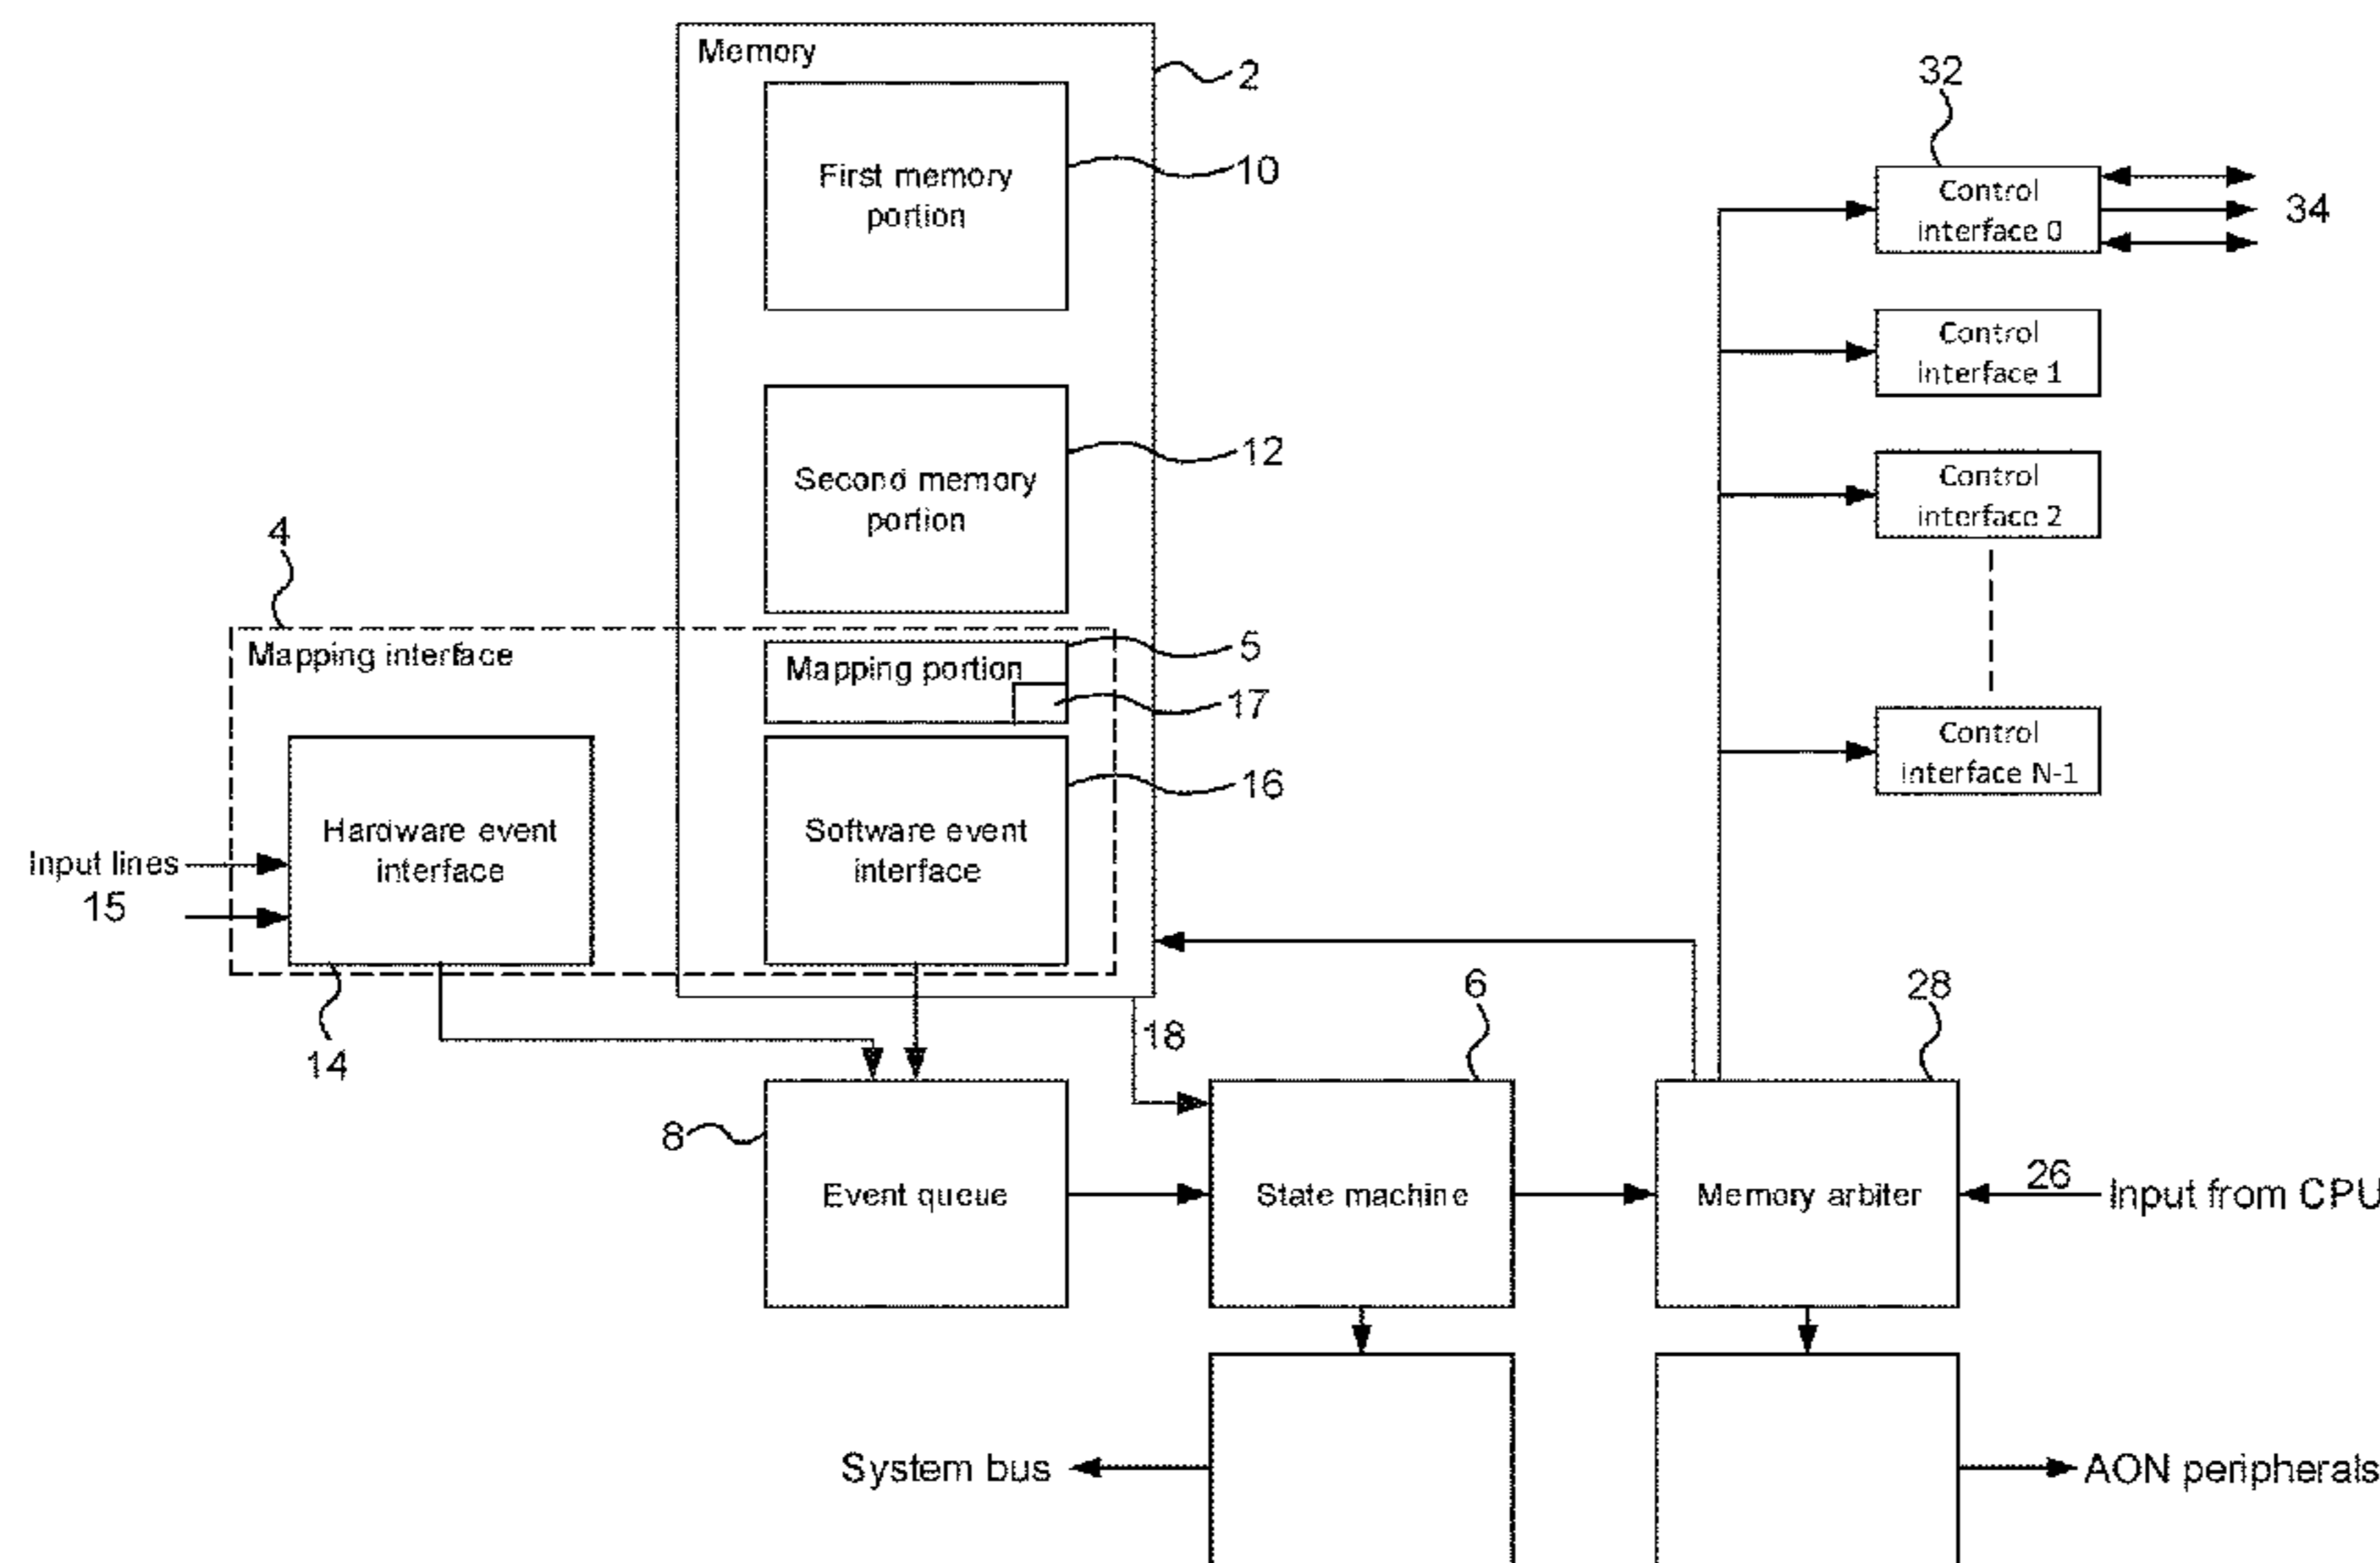 Memory
2
32
First memory
portion
10
Control
interface 0
34
Control
interface 1
Second memory
portion
12
Control
interface 2
4
Mapping interface
Mapping portion
5
17
Control
interface N-1
Hardware event
interface
Software event
interface
16
Input lines
15
14
18
6
28
8
Event queue
State machine
Memory arbiter
26
Input from CPU
System bus
AON peripherals